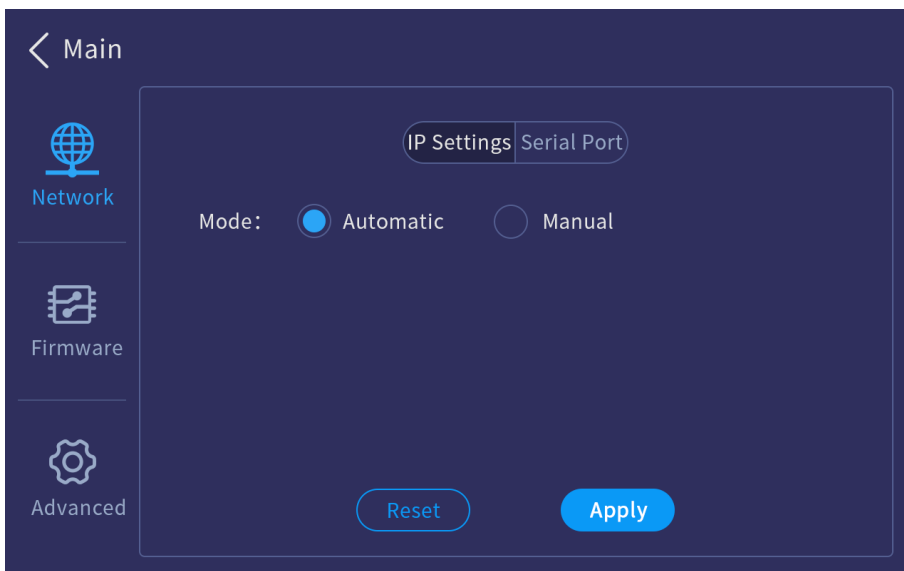 Main
IP Settings Serial Port
Network
Mode: Automatic Manual
Firmware
Advanced
Reset Apply